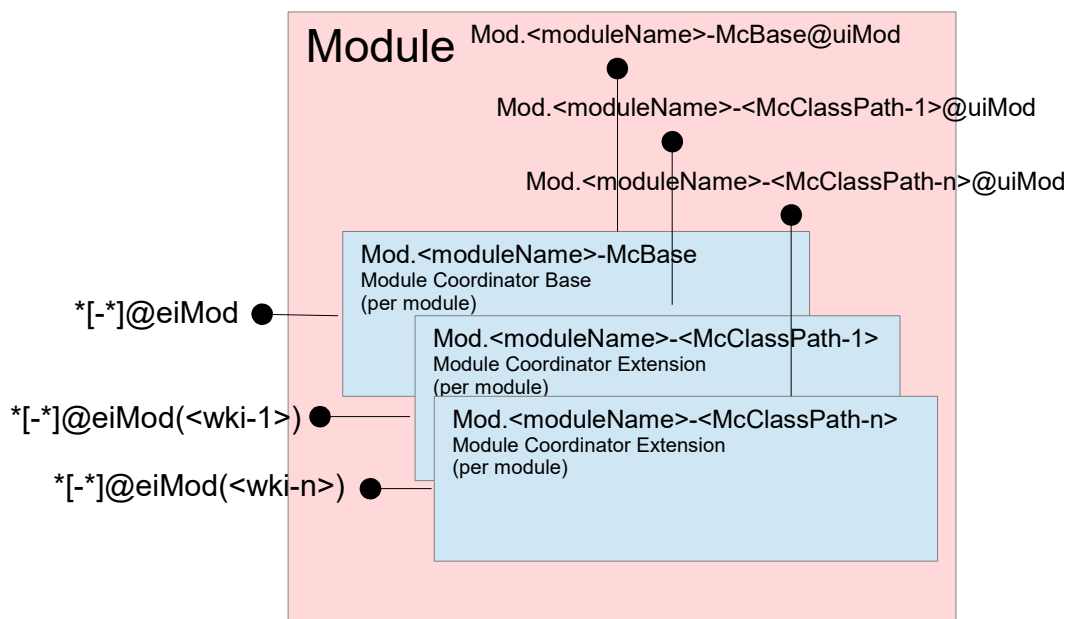 Module
Mod.<moduleName>-McBase@uiMod
Mod.<moduleName>-<McClassPath-1>@uiMod
Mod.<moduleName>-<McClassPath-n>@uiMod
Mod.<moduleName>-McBase
Module Coordinator Base
(per module)
*[-*]@eiMod
Mod.<moduleName>-<McClassPath-1>
Module Coordinator Extension
(per module)
*[-*]@eiMod(<wki-1>)
Mod.<moduleName>-<McClassPath-n>
Module Coordinator Extension
(per module)
*[-*]@eiMod(<wki-n>)